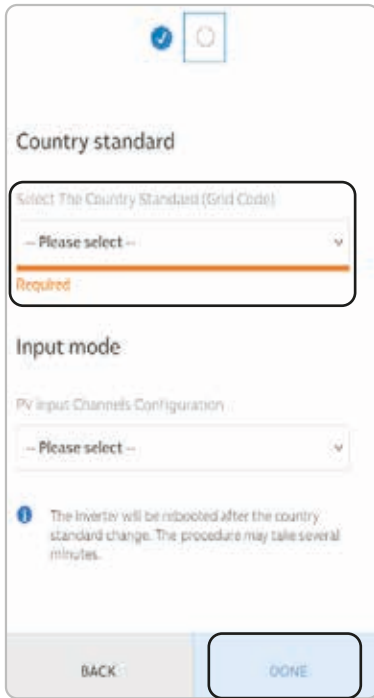 Country standard
Select The Country Standard (Grid Code)
-- Please select --
Required
Input mode
PV input Channels Configuration
-- Please select --
The inverter will be rebooted after the country
standard change. The procedure may take several
minutes.
BACK
DONE